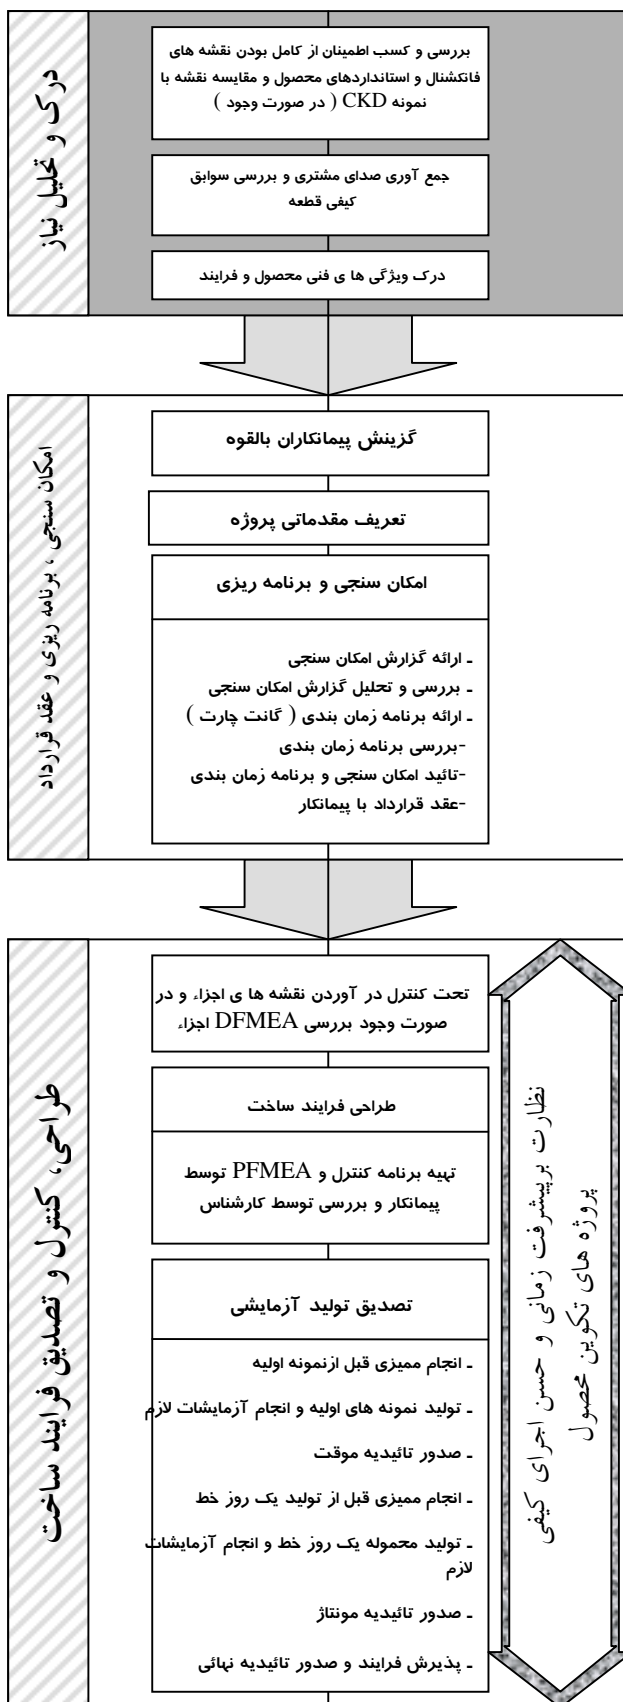 درک و تحلیل نیاز
بررسی و کسب اطمینان از کامل بودن نقشه های
فانکشنال و استانداردهای محصول و مقایسه نقشه با
نمونه CKD ( در صورت وجود )
جمع آوری صدای مشتری و بررسی سوابق
کیفی قطعه
درک ویژگی ها ی فنی محصول و فرایند
امکان سنجی ، برنامه ریزی و عقد قرارداد
گزینش پیمانکاران بالقوه
تعریف مقدماتی پروژه
امکان سنجی و برنامه ریزی
ـ ارائه گزارش امکان سنجی
ـ بررسی و تحلیل گزارش امکان سنجی
ـ ارائه برنامه زمان بندی ( گانت چارت )
-بررسی برنامه زمان بندی
-تائید امکان سنجی و برنامه زمان بندی
-عقد قرارداد با پیمانکار
طراحی، کنترل و تصدیق فرایند ساخت
تحت کنترل در آوردن نقشه ها ی اجزاء و در
صورت وجود بررسی DFMEA اجزاء
طراحی فرایند ساخت
تهیه برنامه کنترل و PFMEA توسط
پیمانکار و بررسی توسط کارشناس
تصدیق تولید آزمایشی
ـ انجام ممیزی قبل ازنمونه اولیه
ـ تولید نمونه های اولیه و انجام آزمایشات لازم
ـ صدور تائیدیه موقت
ـ انجام ممیزی قبل از تولید یک روز خط
ـ تولید محموله یک روز خط و انجام آزمایشات
لازم
ـ صدور تائیدیه مونتاژ
ـ پذیرش فرایند و صدور تائیدیه نهائی
نظارت برپیشرفت زمانی و حسن اجرای کیفی
پروژه های تکوین محصول